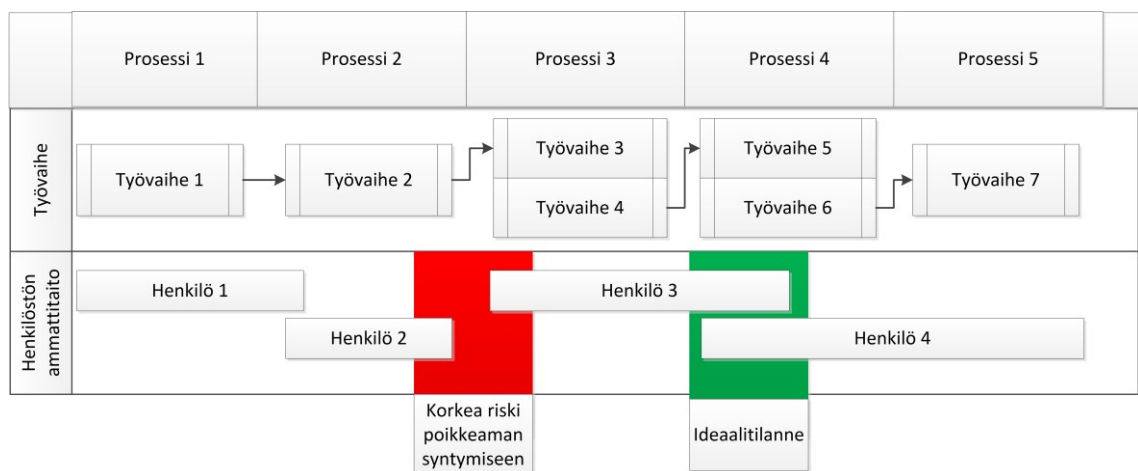 Prosessi 1
Prosessi 2
Prosessi 3
Prosessi 4
Prosessi 5
Työvaihe
Työvaihe 1
Työvaihe 2
Työvaihe 3
Työvaihe 4
Työvaihe 5
Työvaihe 6
Työvaihe 7
Henkilöstön
ammattitaito
Henkilö 1
Henkilö 2
Henkilö 3
Henkilö 4
Korkea riski
poikkeaman
syntymiseen
Ideaalitilanne